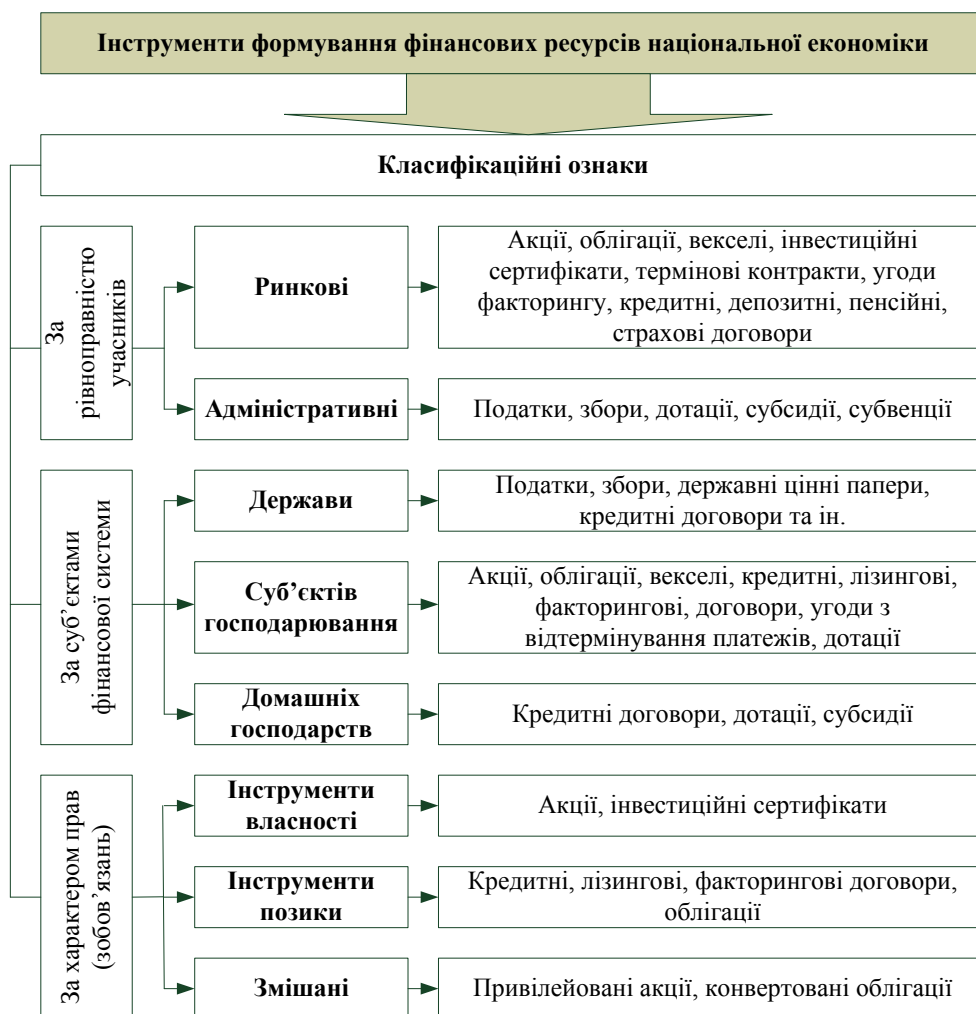 Інструменти формування фінансових ресурсів національної економіки
Класифікаційні ознаки
За
рівноправністю
учасників
Ринкові
Акції, облігації, векселі, інвестиційні
сертифікати, термінові контракти, угоди
факторингу, кредитні, депозитні, пенсійні,
страхові договори
Адміністративні
Податки, збори, дотації, субсидії, субвенції
За суб’єктами
фінансової системи
Держави
Податки, збори, державні цінні папери,
кредитні договори та ін.
Суб’єктів
господарювання
Акції, облігації, векселі, кредитні, лізингові,
факторингові, договори, угоди з
відтермінування платежів, дотації
Домашніх
господарств
Кредитні договори, дотації, субсидії
За характером прав
(зобов’язань)
Інструменти
власності
Акції, інвестиційні сертифікати
Інструменти
позики
Кредитні, лізингові, факторингові договори,
облігації
Змішані
Привілейовані акції, конвертовані облігації